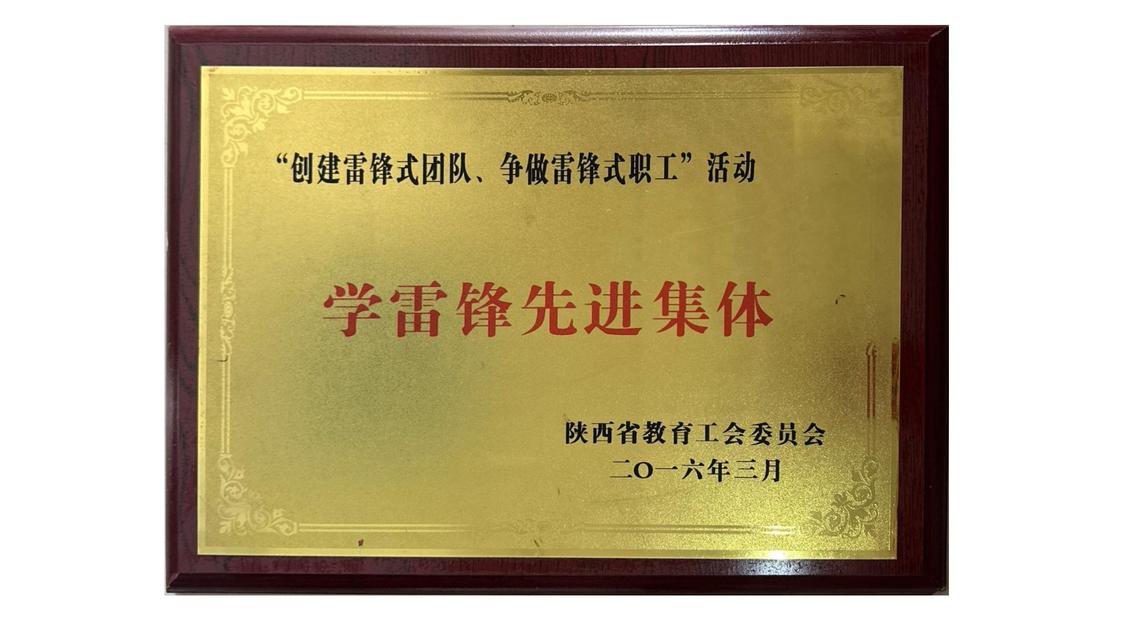 “创建雷锋式团队、争做雷锋式职工”活动
学雷锋先进集体
陕西省教育工会委员会
二〇一六年三月